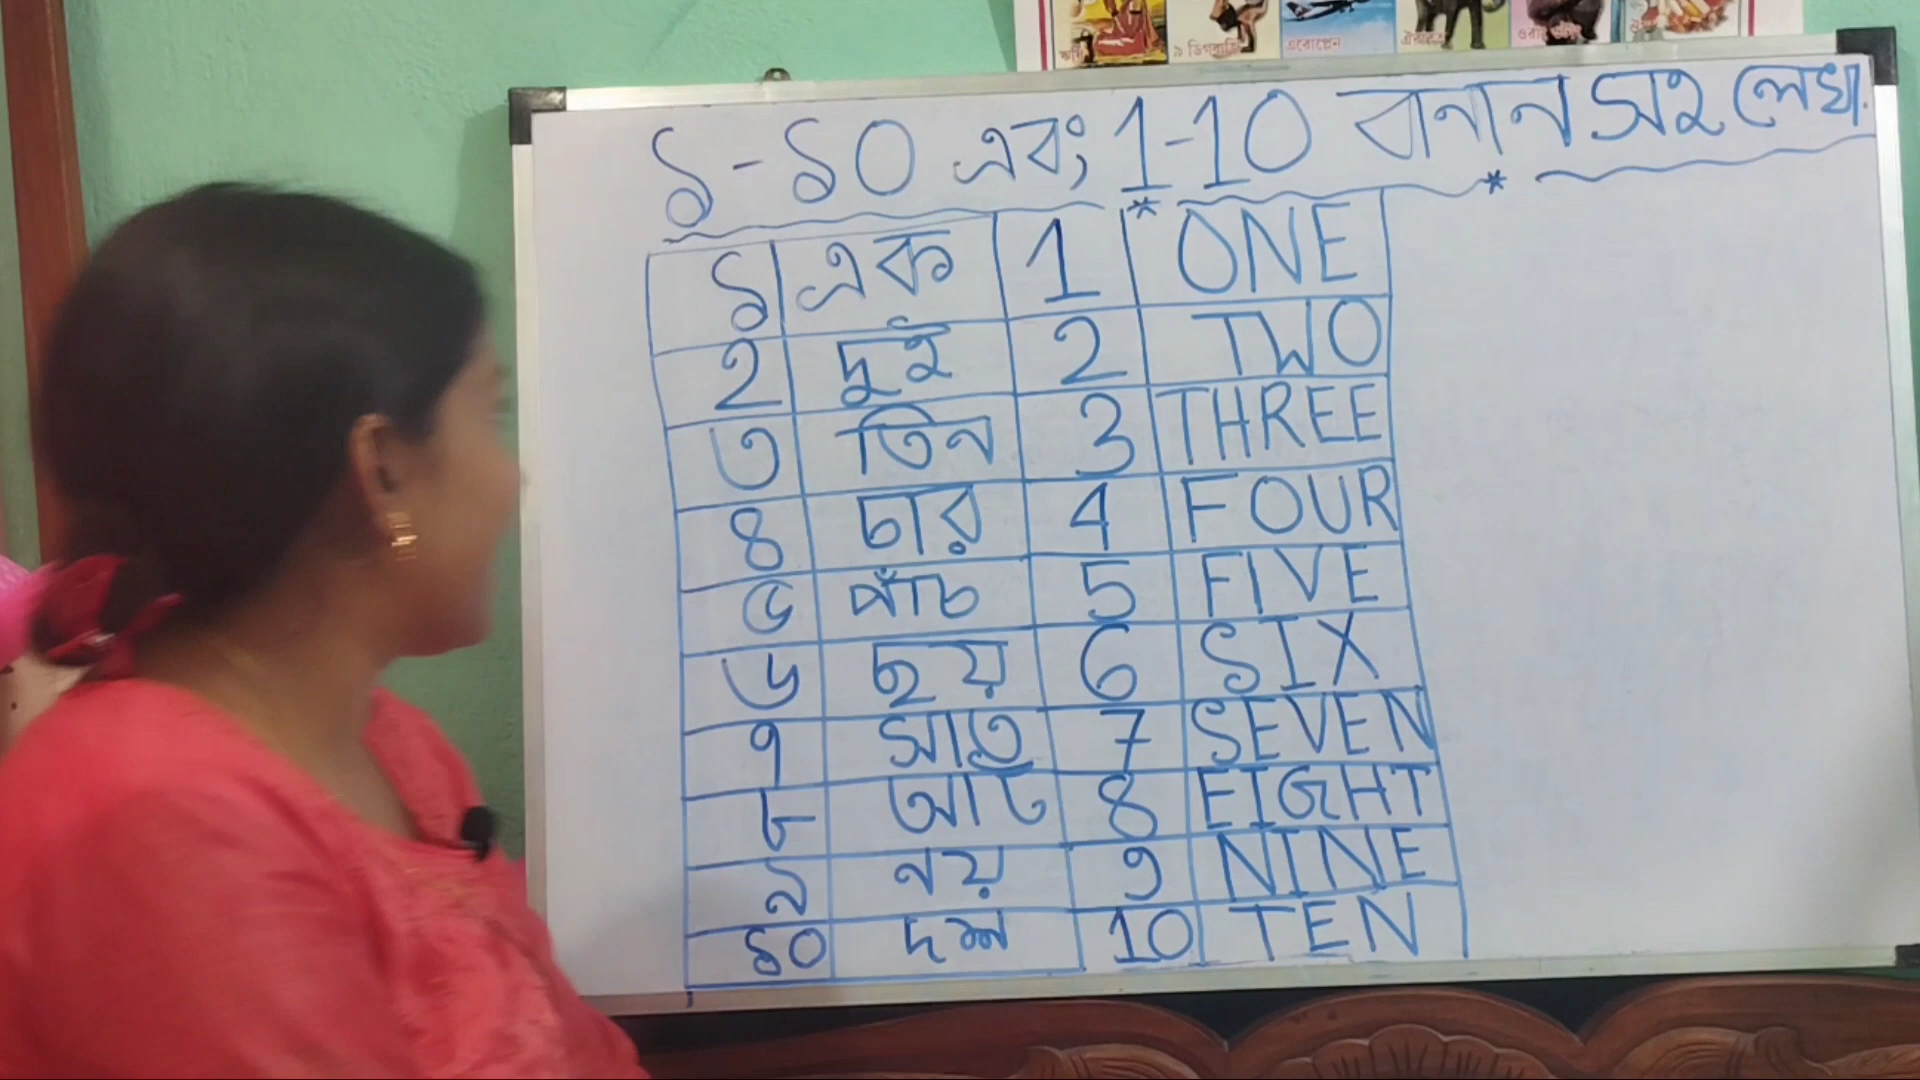 এরোপ্লেন
১-১০ এবং 1-10 বানান সহ লেখা.
১ এক 1 ONE
২ দুই 2 TWO
৩ তিন 3 THREE
৪ চার 4 FOUR
৫ পাঁচ 5 FIVE
৬ ছয় 6 SIX
৭ সাত 7 SEVEN
৮ আট 8 EIGHT
৯ নয় 9 NINE
১০ দশ 10 TEN